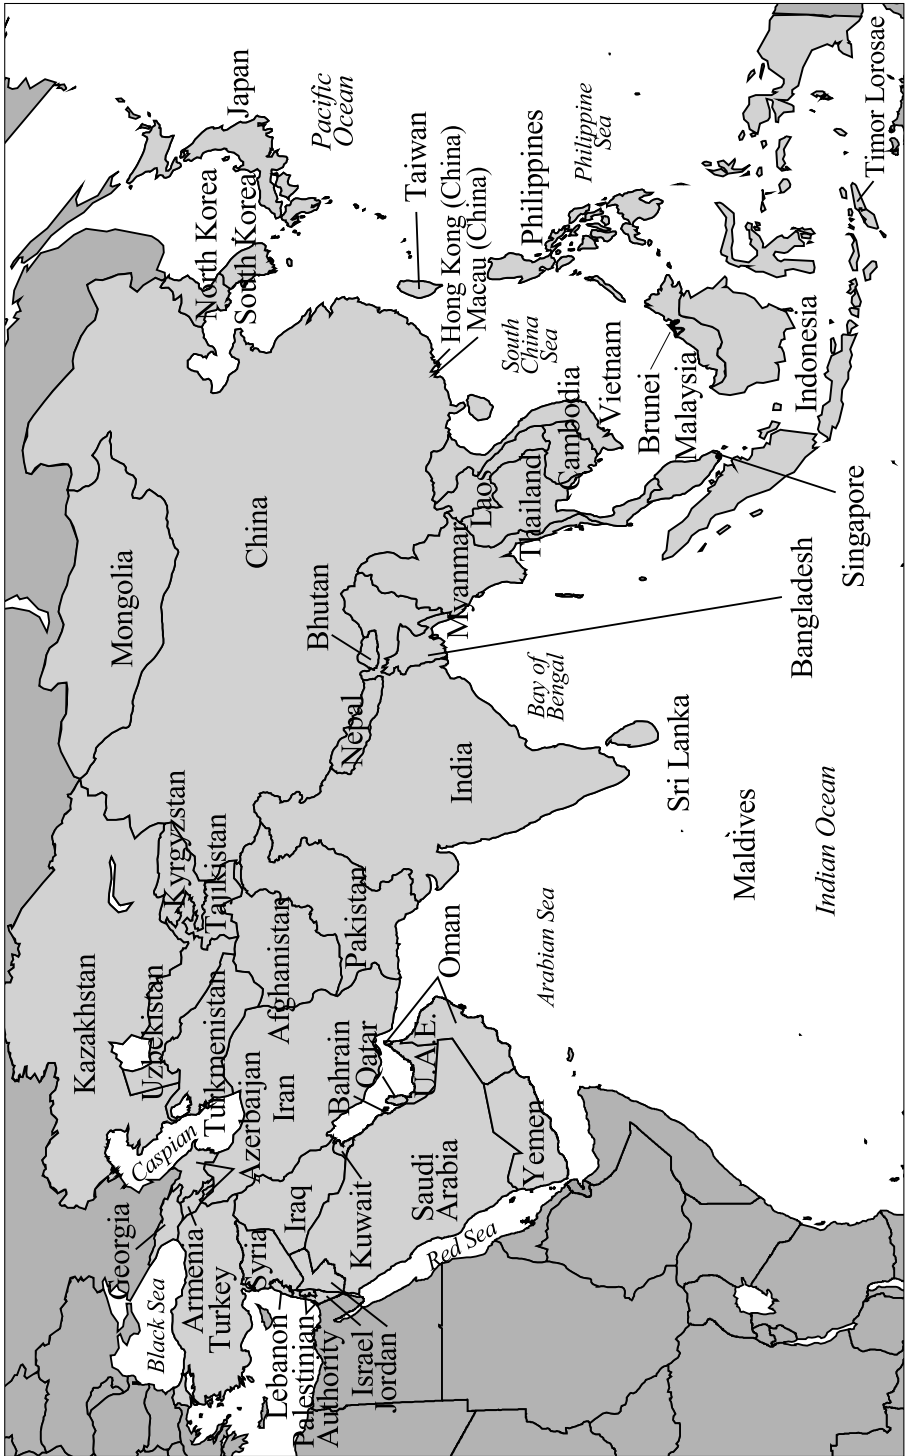 Kazakhstan
Mongolia
Georgia
Black Sea
Caspian
Uzbekistan
Kyrgyzstan
Armenia
Turkey
Turkmenistan
Tajikistan
North Korea
South Korea
Japan
Azerbaijan
Syria
Iran
Afghanistan
China
Iraq
Lebanon
Palestinian
Authority
Israel
Jordan
Kuwait
Bahrain
Qatar
Pakistan
Nepal
Bhutan
Pacific
Ocean
Taiwan
Hong Kong (China)
Macau (China)
Saudi
Arabia
Red Sea
U.A.E.
Oman
India
Myanmar
Laos
Thailand
Cambodia
Vietnam
South
China
Sea
Philippines
Philippine
Sea
Yemen
Arabian Sea
Bay of
Bengal
Brunei
Malaysia
Sri Lanka
Maldives
Indian Ocean
Bangladesh
Singapore
Indonesia
Timor Lorosae